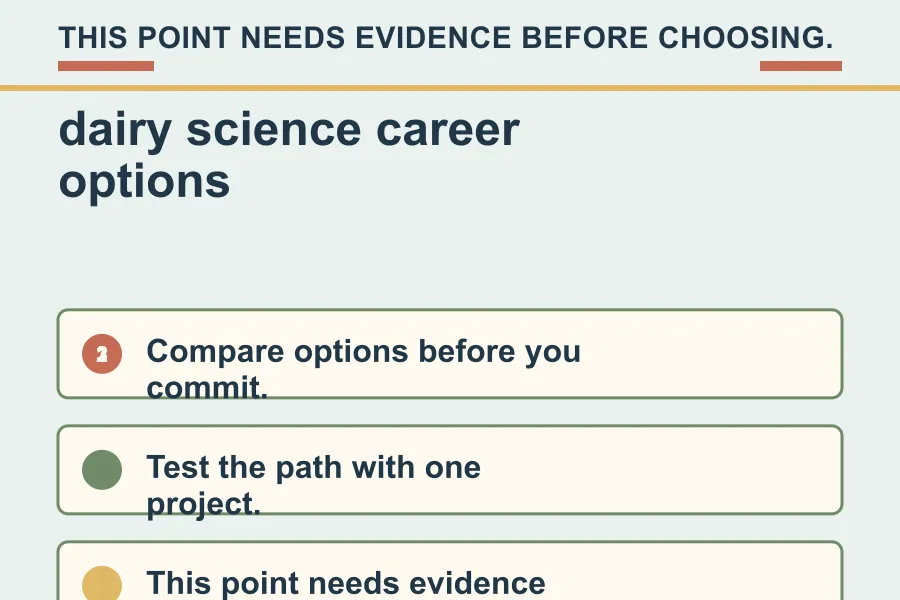 THIS POINT NEEDS EVIDENCE BEFORE CHOOSING.
dairy science career
options
Compare options before you
commit.
Test the path with one
project.
This point needs evidence